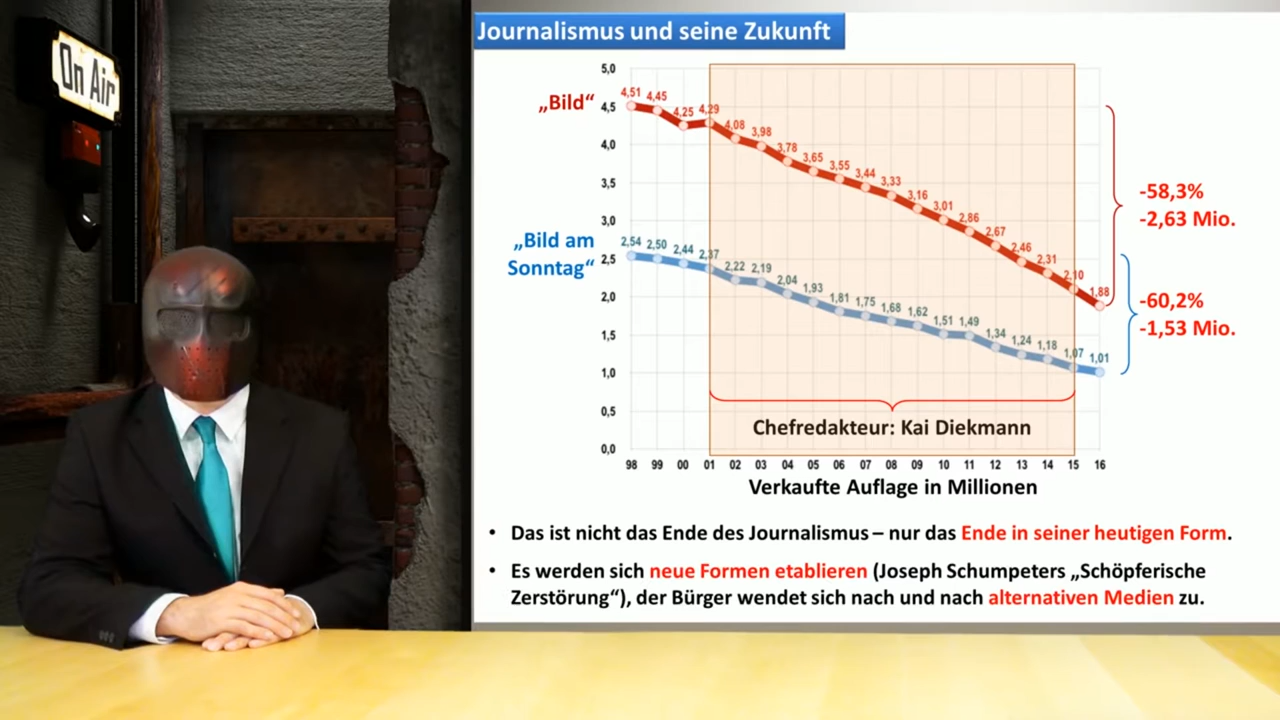 On Air
Journalismus und seine Zukunft
5,0
4,5
4,0
3,5
3,0
2,5
2,0
1,5
1,0
0,5
0,0
„Bild“
4,51 4,45 4,25 4,29 4,08 3,98 3,78 3,65 3,55 3,44 3,33 3,16 3,01 2,86 2,67 2,46 2,31 2,10 1,88
-58,3%
-2,63 Mio.
„Bild am
Sonntag“
2,54 2,50 2,44 2,37 2,22 2,19 2,04 1,93 1,81 1,75 1,68 1,62 1,51 1,49 1,34 1,24 1,18 1,07 1,01
-60,2%
-1,53 Mio.
Chefredakteur: Kai Diekmann
98 99 00 01 02 03 04 05 06 07 08 09 10 11 12 13 14 15 16
Verkaufte Auflage in Millionen
• Das ist nicht das Ende des Journalismus – nur das Ende in seiner heutigen Form.
• Es werden sich neue Formen etablieren (Joseph Schumpeters „Schöpferische
Zerstörung“), der Bürger wendet sich nach und nach alternativen Medien zu.